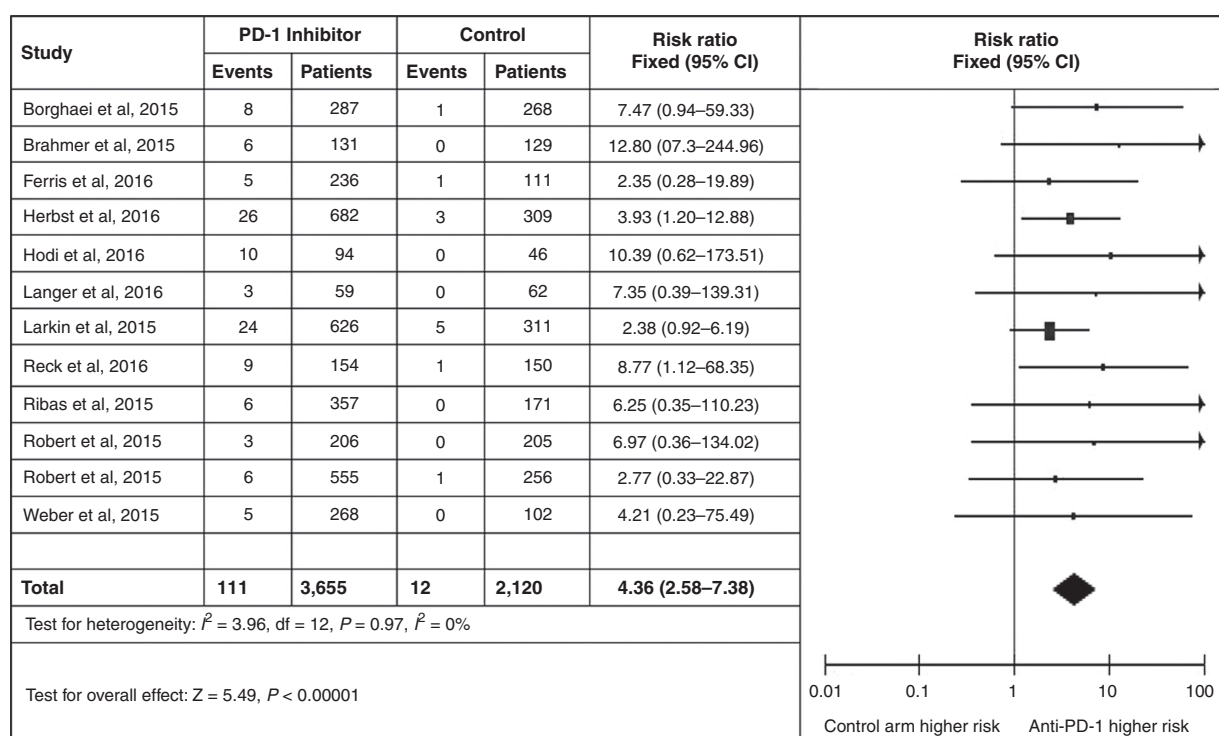 Study PD-1 Inhibitor Control Risk ratio Fixed (95% CI) Risk ratio Fixed (95% CI)
Events Patients Events Patients
Borghaei et al, 2015 8 287 1 268 7.47 (0.94–59.33)
Brahmer et al, 2015 6 131 0 129 12.80 (07.3–244.96)
Ferris et al, 2016 5 236 1 111 2.35 (0.28–19.89)
Herbst et al, 2016 26 682 3 309 3.93 (1.20–12.88)
Hodi et al, 2016 10 94 0 46 10.39 (0.62–173.51)
Langer et al, 2016 3 59 0 62 7.35 (0.39–139.31)
Larkin et al, 2015 24 626 5 311 2.38 (0.92–6.19)
Reck et al, 2016 9 154 1 150 8.77 (1.12–68.35)
Ribas et al, 2015 6 357 0 171 6.25 (0.35–110.23)
Robert et al, 2015 3 206 0 205 6.97 (0.36–134.02)
Robert et al, 2015 6 555 1 256 2.77 (0.33–22.87)
Weber et al, 2015 5 268 0 102 4.21 (0.23–75.49)
Total 111 3,655 12 2,120 4.36 (2.58–7.38)
Test for heterogeneity: I² = 3.96, df = 12, P = 0.97, I² = 0%
Test for overall effect: Z = 5.49, P < 0.00001
0.01 0.1 1 10 100
Control arm higher risk Anti-PD-1 higher risk